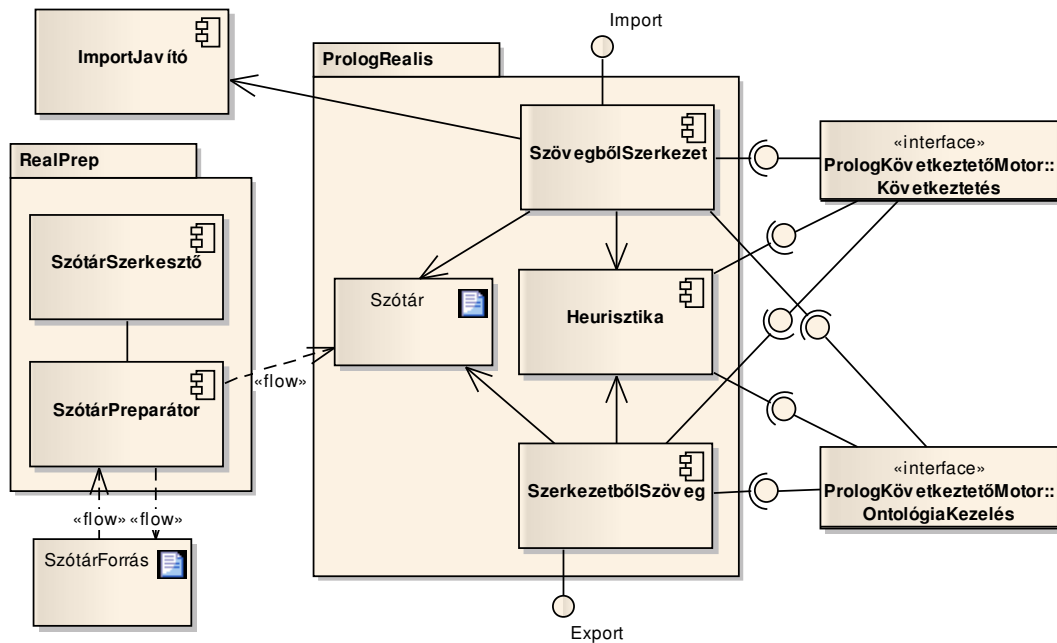 Import
ImportJavító
PrologRealis
SzövegbőlSzerkezet
«interface»
PrologKövetkeztetőMotor::
Következtetés
RealPrep
SzótárSzerkesztő
Szótár
Heurisztika
«flow»
SzótárPreparátor
SzerkezetbőlSzöveg
«interface»
PrologKövetkeztetőMotor::
OntológiaKezelés
«flow» «flow»
SzótárForrás
Export